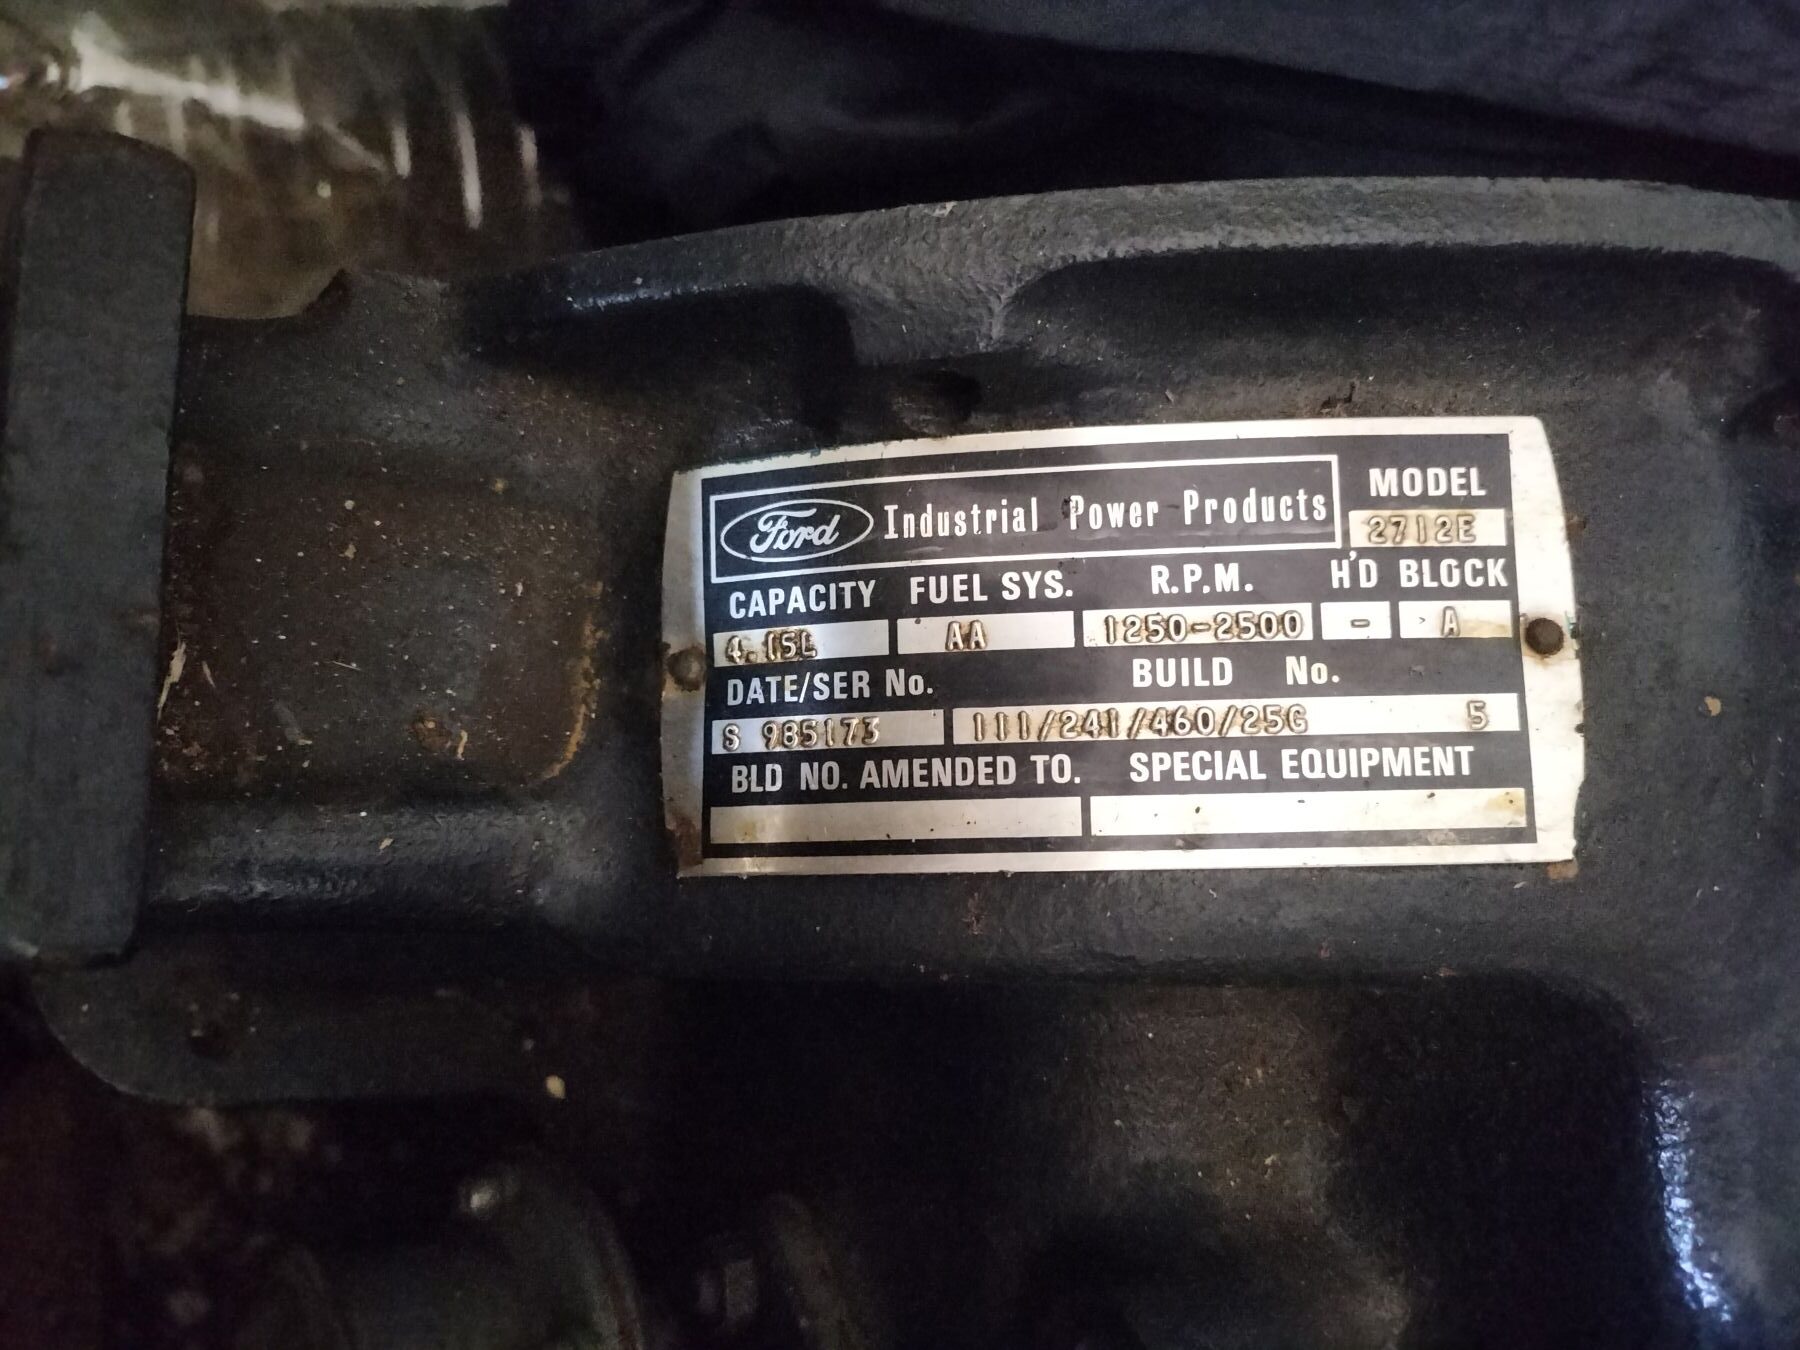 Ford Industrial Power Products MODEL
2712E
CAPACITY FUEL SYS. R.P.M. H'D BLOCK
4.15L AA 1250-2500 - A
DATE/SER No. BUILD No.
S 985173 111/241/460/25G 5
BLD NO. AMENDED TO. SPECIAL EQUIPMENT